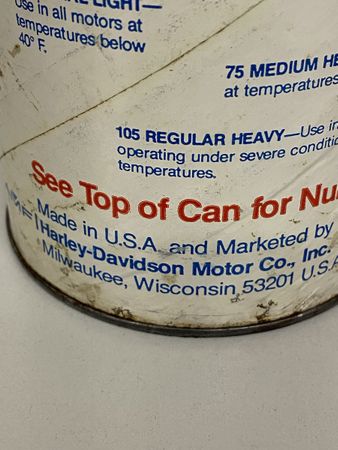 LIGHT—
use in all motors at
temperatures below
40° F.
75 MEDIUM HE
at temperatures
105 REGULAR HEAVY—Use in
operating under severe conditi
temperatures.
See Top of Can for Nu
Made in U.S.A. and Marketed by
Harley-Davidson Motor Co., Inc.
Milwaukee, Wisconsin 53201 U.S.A